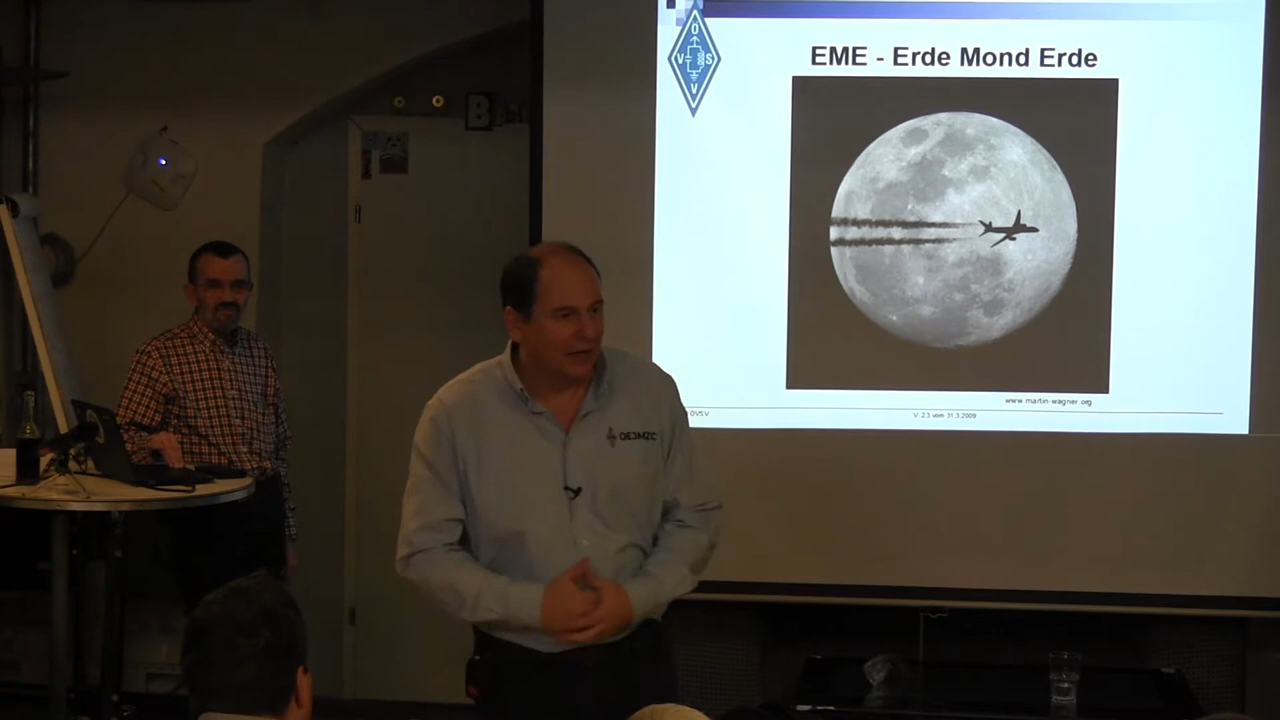 Ö
V S
V
EME - Erde Mond Erde
B
OE3MZC
www.martin-wagner.org
ÖVSV
V. 2.3 vom 31.3.2009